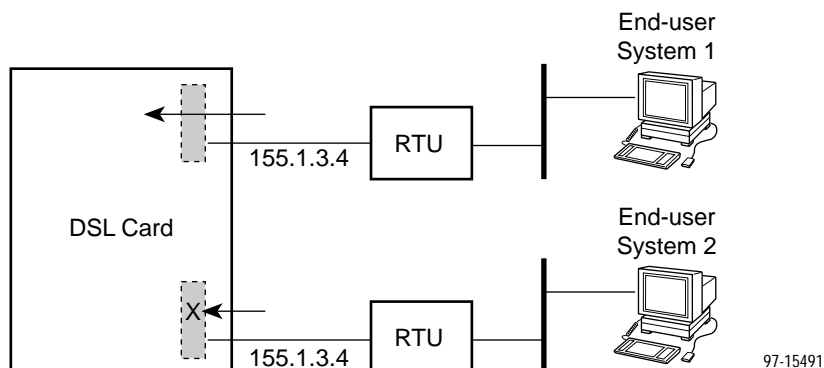 End-user
System 1
RTU
155.1.3.4
DSL Card
End-user
System 2
X
RTU
155.1.3.4
97-15491